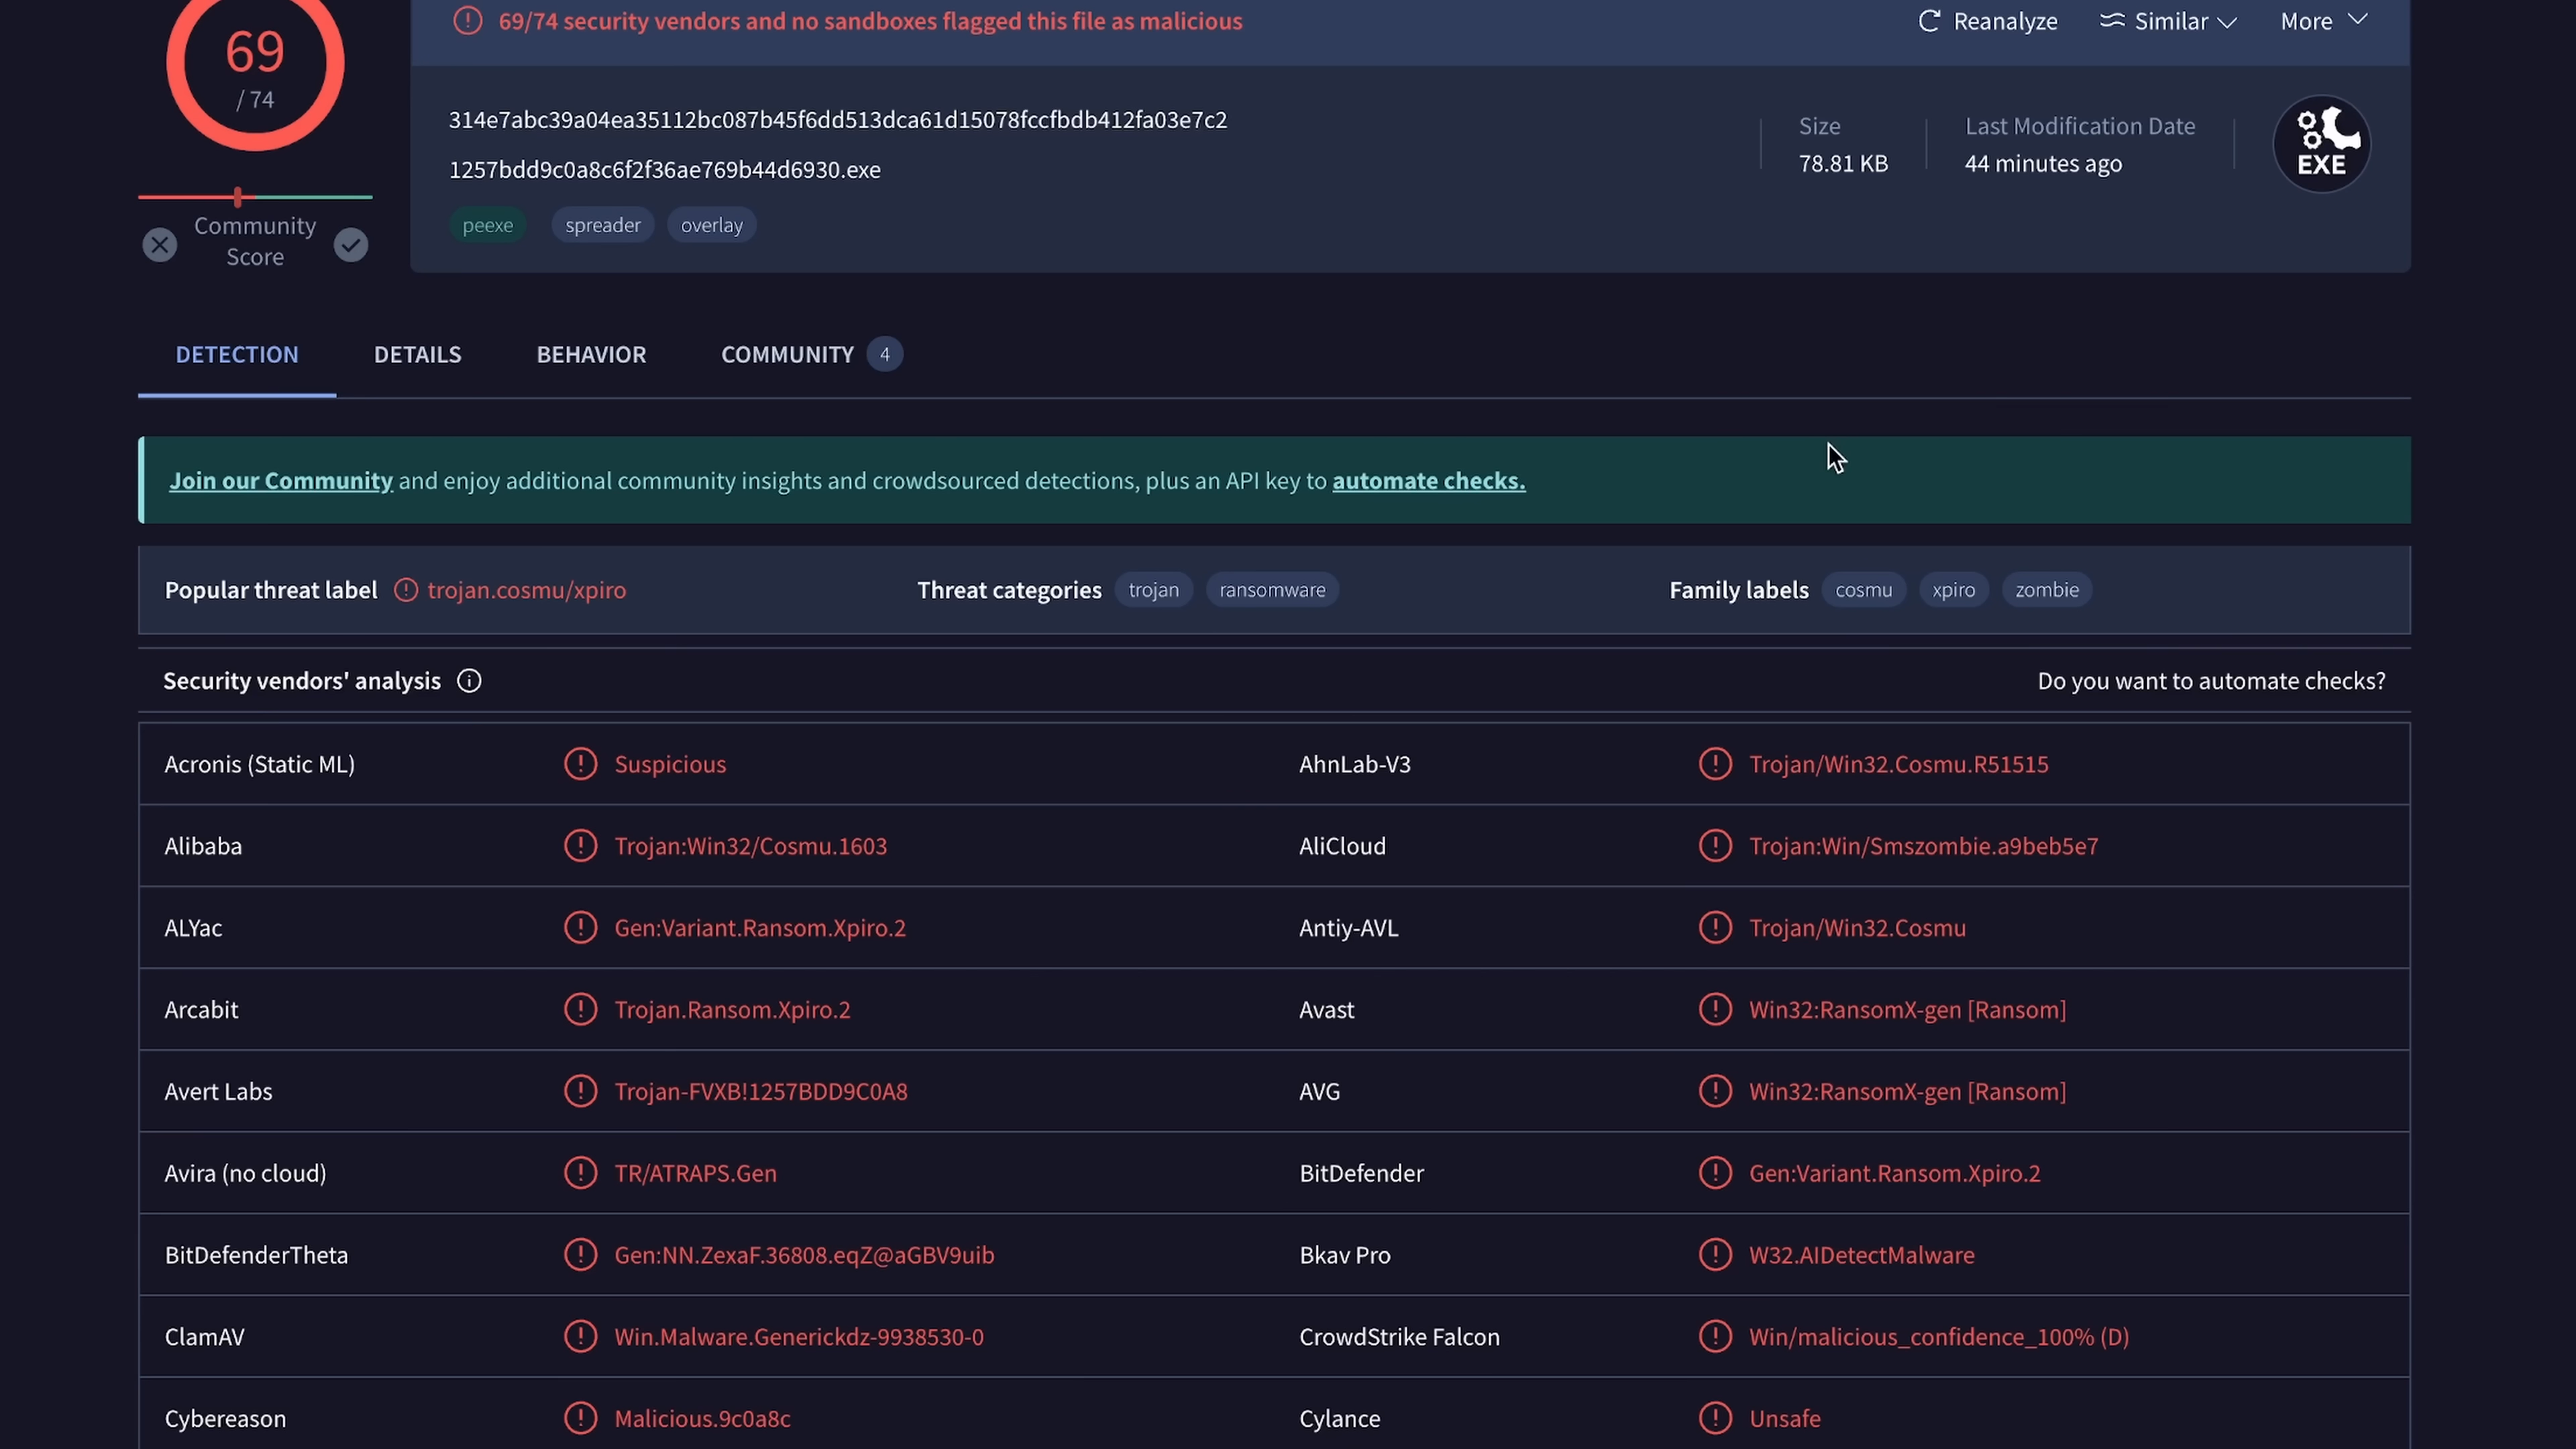 69
/ 74
Community
Score
69/74 security vendors and no sandboxes flagged this file as malicious
Reanalyze
Similar
More
314e7abc39a04ea35112bc087b45f6dd513dca61d15078fccfbdb412fa03e7c2
1257bdd9c0a8c6f2f36ae769b44d6930.exe
peexe
spreader
overlay
Size
78.81 KB
Last Modification Date
44 minutes ago
EXE
DETECTION
DETAILS
BEHAVIOR
COMMUNITY
4
Join our Community and enjoy additional community insights and crowdsourced detections, plus an API key to automate checks.
Popular threat label trojan.cosmu/xpiro
Threat categories trojan ransomware
Family labels cosmu xpiro zombie
Security vendors' analysis
Do you want to automate checks?
Acronis (Static ML) Suspicious
AhnLab-V3 Trojan/Win32.Cosmu.R51515
Alibaba Trojan:Win32/Cosmu.1603
AliCloud Trojan:Win/Smszombie.a9beb5e7
ALYac Gen:Variant.Ransom.Xpiro.2
Antiy-AVL Trojan/Win32.Cosmu
Arcabit Trojan.Ransom.Xpiro.2
Avast Win32:RansomX-gen [Ransom]
Avert Labs Trojan-FVXB!1257BDD9C0A8
AVG Win32:RansomX-gen [Ransom]
Avira (no cloud) TR/ATRAPS.Gen
BitDefender Gen:Variant.Ransom.Xpiro.2
BitDefenderTheta Gen:NN.ZexaF.36808.eqZ@aGBV9uib
Bkav Pro W32.AIDetectMalware
ClamAV Win.Malware.Generickdz-9938530-0
CrowdStrike Falcon Win/malicious_confidence_100% (D)
Cybereason Malicious.9c0a8c
Cylance Unsafe